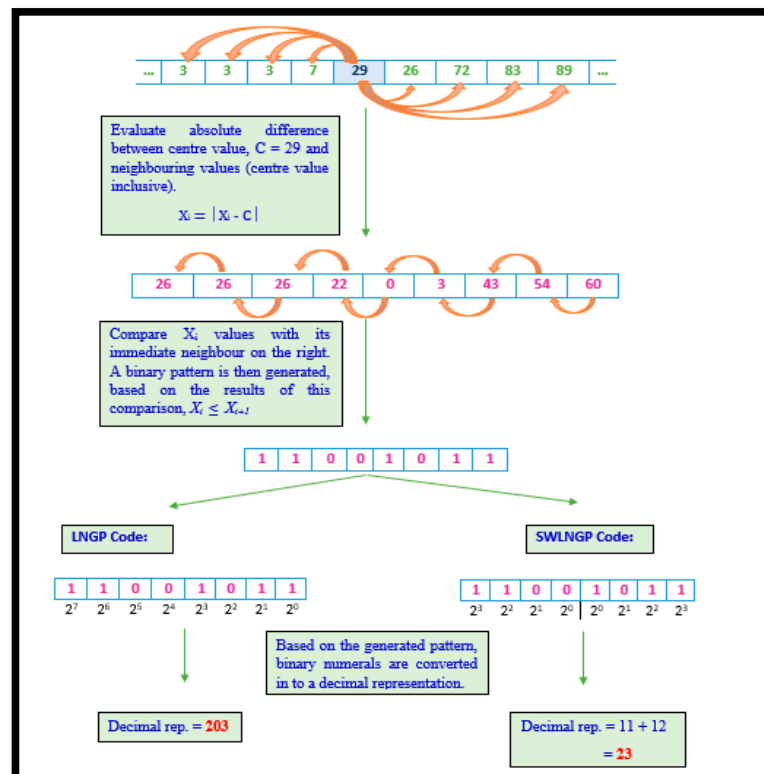 ... 3 3 3 7 29 26 72 83 89 ...
Evaluate absolute difference
between centre value, C = 29 and
neighbouring values (centre value
inclusive).
Xᵢ = |Xᵢ - C|
26 26 26 22 0 3 43 54 60
Compare Xᵢ values with its
immediate neighbour on the right.
A binary pattern is then generated,
based on the results of this
comparison, Xᵢ ≤ Xᵢ₊₁
1 1 0 0 1 0 1 1
LNGP Code:
SWLNGP Code:
1 1 0 0 1 0 1 1
2⁷ 2⁶ 2⁵ 2⁴ 2³ 2² 2¹ 2⁰
1 1 0 0 1 0 1 1
2³ 2² 2¹ 2⁰ 2⁰ 2¹ 2² 2³
Based on the generated pattern,
binary numerals are converted
in to a decimal representation.
Decimal rep. = 203
Decimal rep. = 11 + 12
= 23